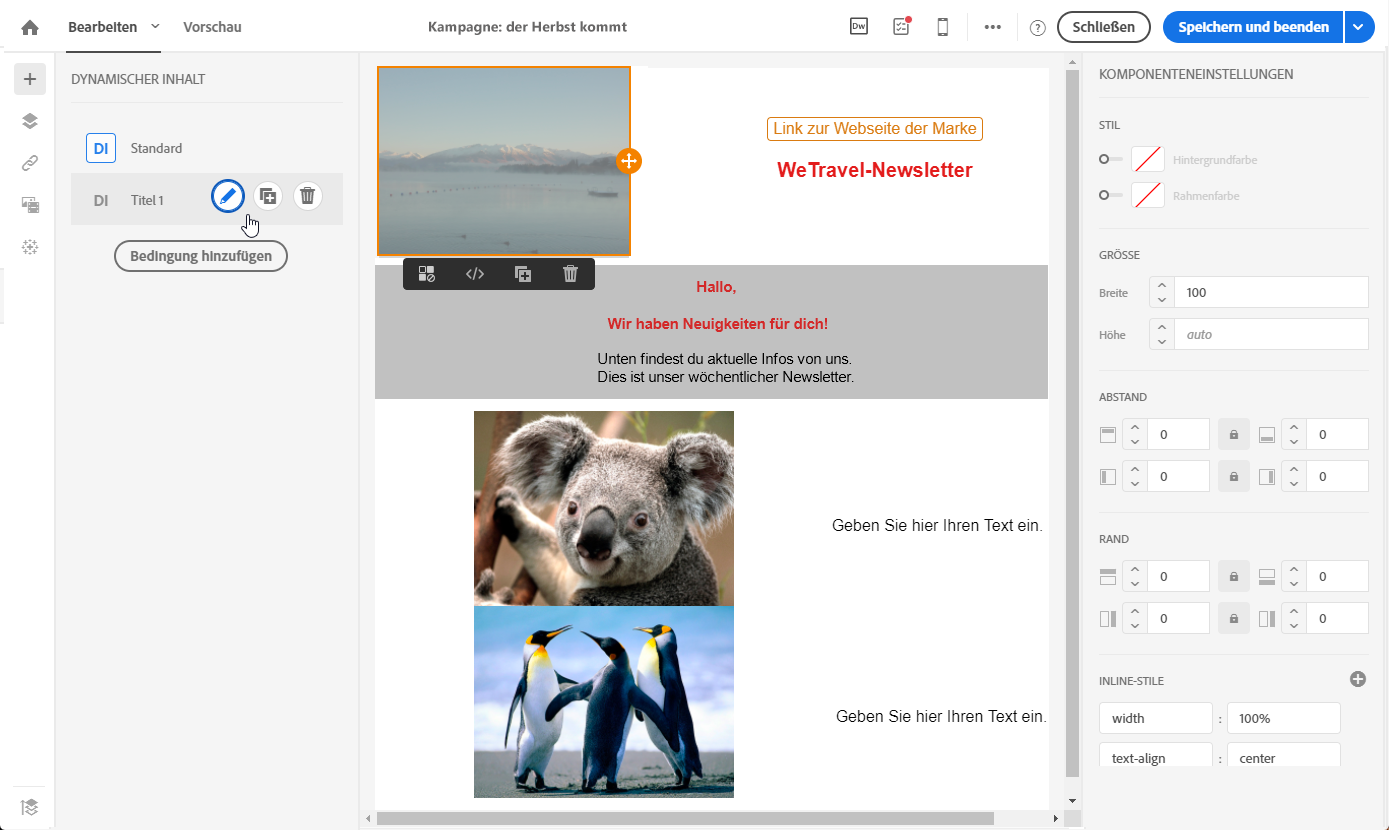 Bearbeiten
Vorschau
Kampagne: der Herbst kommt
Dw
?
Schließen
Speichern und beenden
DYNAMISCHER INHALT
DI Standard
DI Titel 1
Bedingung hinzufügen
Link zur Webseite der Marke
WeTravel-Newsletter
</>
Hallo,
Wir haben Neuigkeiten für dich!
Unten findest du aktuelle Infos von uns.
Dies ist unser wöchentlicher Newsletter.
Geben Sie hier Ihren Text ein.
Geben Sie hier Ihren Text ein.
KOMPONENTENEINSTELLUNGEN
STIL
Hintergrundfarbe
Rahmenfarbe
GRÖSSE
Breite 100
Höhe auto
ABSTAND
0 0
0 0
RAND
0 0
0 0
INLINE-STILE
width : 100%
text-align : center